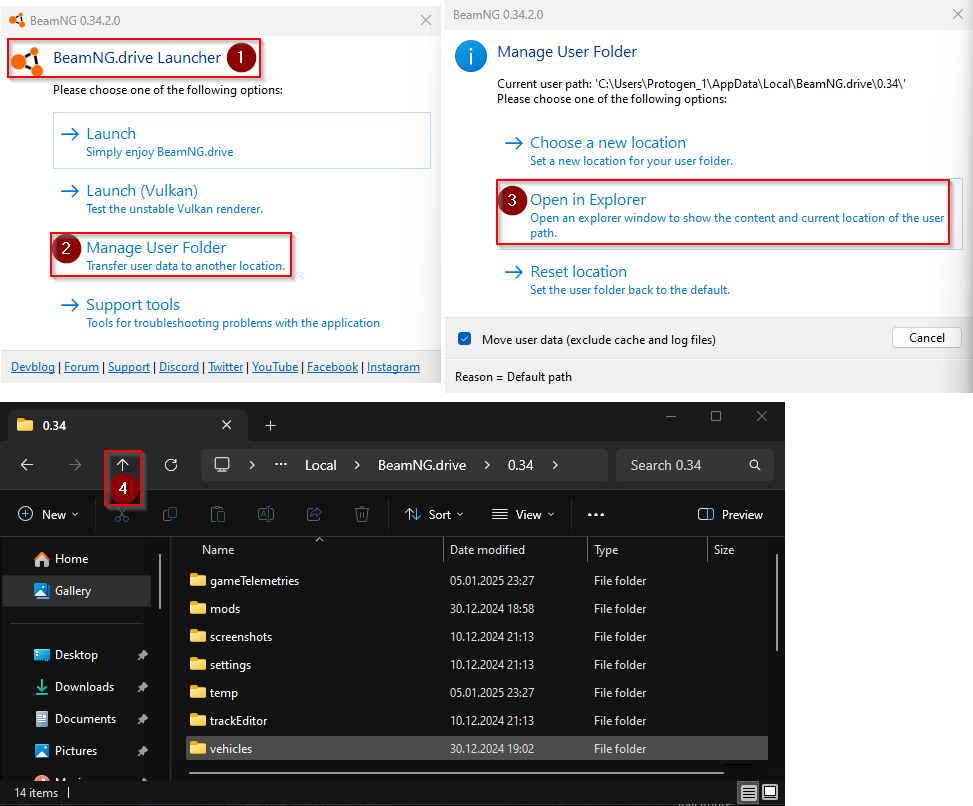 BeamNG 0.34.2.0
BeamNG.drive Launcher 1
Please choose one of the following options:
Launch
Simply enjoy BeamNG.drive
Launch (Vulkan)
Test the unstable Vulkan renderer.
2 Manage User Folder
Transfer user data to another location.
Support tools
Tools for troubleshooting problems with the application
Devblog | Forum | Support | Discord | Twitter | YouTube | Facebook | Instagram
BeamNG 0.34.2.0
Manage User Folder
Current user path: 'C:\Users\Protogen_1\AppData\Local\BeamNG.drive\0.34\'
Please choose one of the following options:
Choose a new location
Set a new location for your user folder.
3 Open in Explorer
Open an explorer window to show the content and current location of the user
path.
Reset location
Set the user folder back to the default.
Move user data (exclude cache and log files)
Cancel
Reason = Default path
0.34
Local > BeamNG.drive > 0.34 >
Search 0.34
4
New
Sort
View
Preview
Name Date modified Type Size
Home
Gallery
Desktop
Downloads
Documents
Pictures
gameTelemetries 05.01.2025 23:27 File folder
mods 30.12.2024 18:58 File folder
screenshots 10.12.2024 21:13 File folder
settings 10.12.2024 21:13 File folder
temp 05.01.2025 23:27 File folder
trackEditor 10.12.2024 21:13 File folder
vehicles 30.12.2024 19:02 File folder
14 items